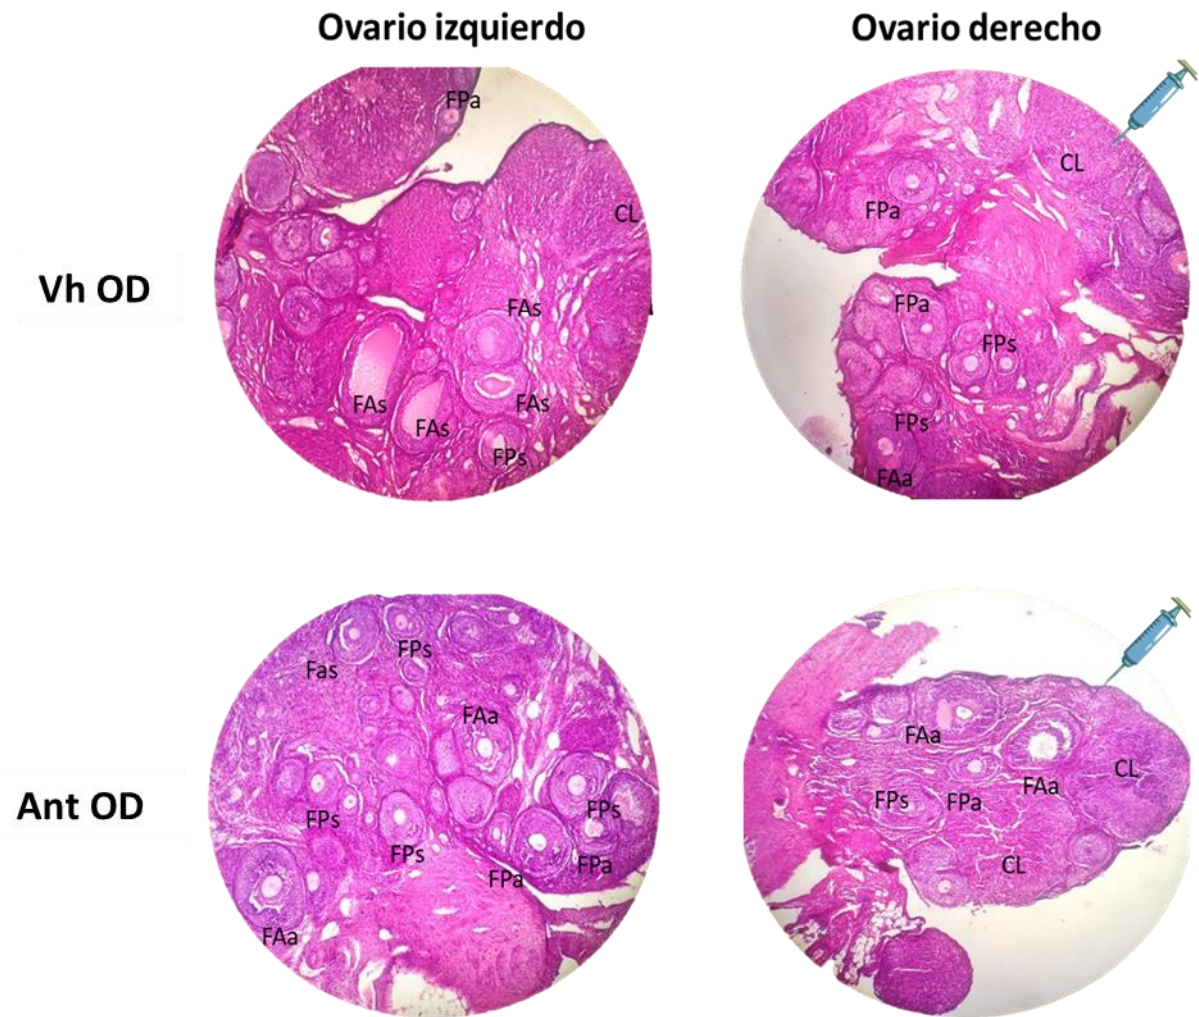 Ovario izquierdo
Ovario derecho
Vh OD
FPa
CL
FAs
FAs
FAs
FAs
FPs
CL
FPa
FPa
FPs
FPs
FAa
Ant OD
Fas
FPs
FAa
FPs
FPs
FPs
FPa
FPa
FAa
FAa
FAa
CL
FPs
FPa
CL